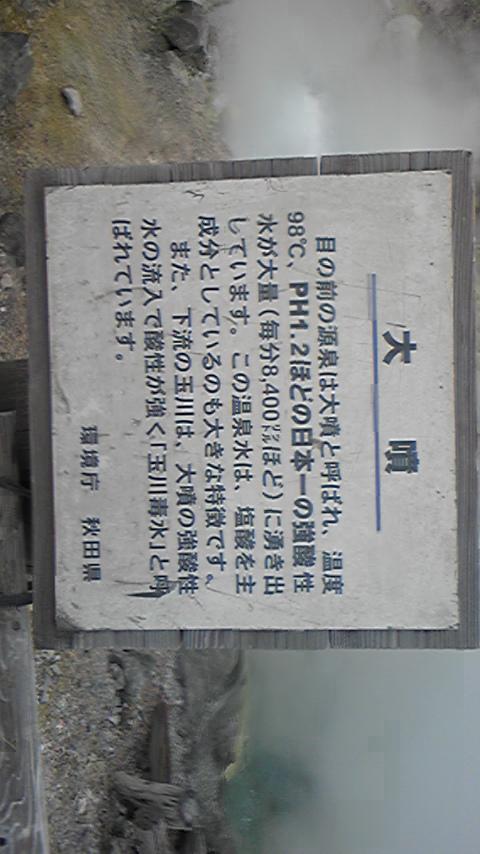 大噴
目の前の源泉は大噴と呼ばれ、温度
98℃、PH1.2ほどの日本一の強酸性
水が大量(毎分8,400㍑ほど)に湧き出
しています。この温泉水は、塩酸を主
成分としているのも大きな特徴です。
また、下流の玉川は、大噴の強酸性
水の流入で酸性が強く「玉川毒水」と呼
ばれています。
環境庁 秋田県